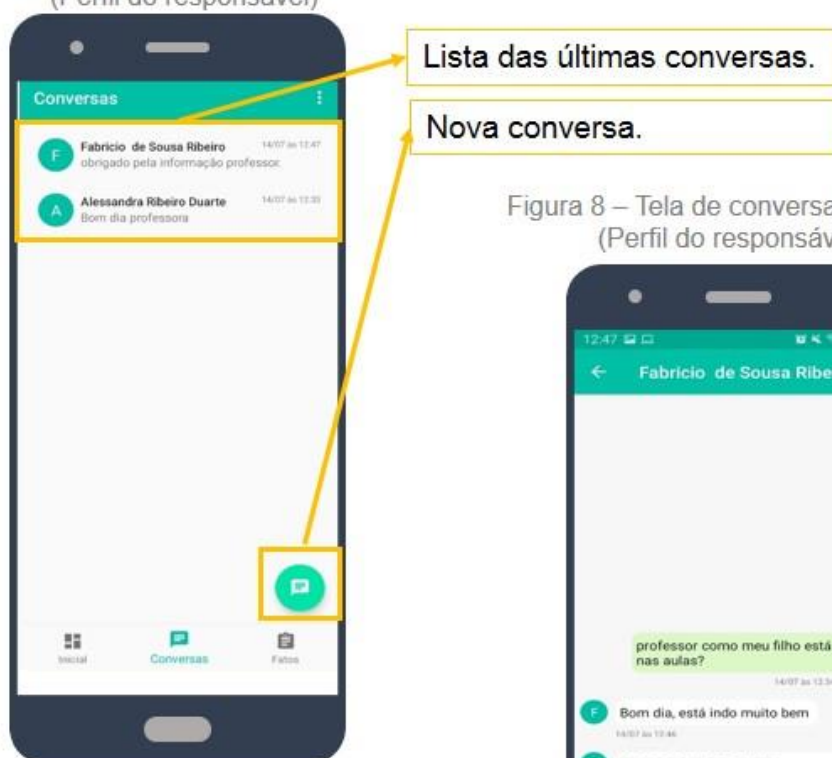 (Perfil do responsável)
Conversas
Fabricio de Sousa Ribeiro
14/07 às 12:47
F
obrigado pela informação professor.
Alessandra Ribeiro Duarte
A
Bom dia professora
Inicial
Conversas
Fatos
Lista das últimas conversas.
Nova conversa.
Figura 8 – Tela de conversa
(Perfil do responsáv
12:47
Fabricio de Sousa Ribe
professor como meu filho está
nas aulas?
F
Bom dia, está indo muito bem
14/07 às 12:46